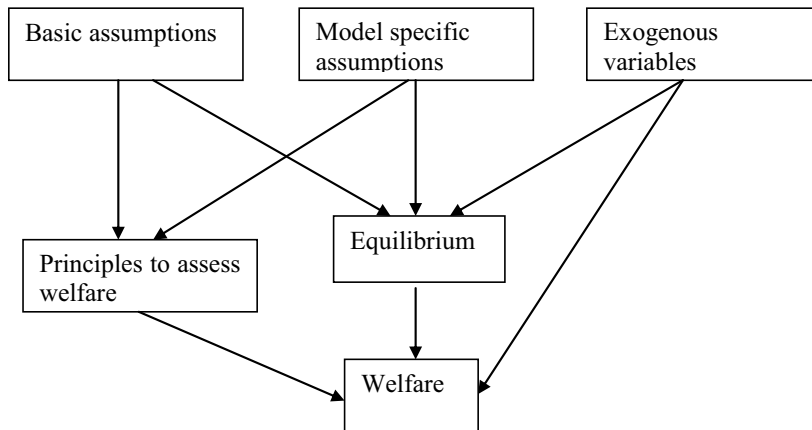 Basic assumptions
Model specific
assumptions
Exogenous
variables
Principles to assess
welfare
Equilibrium
Welfare